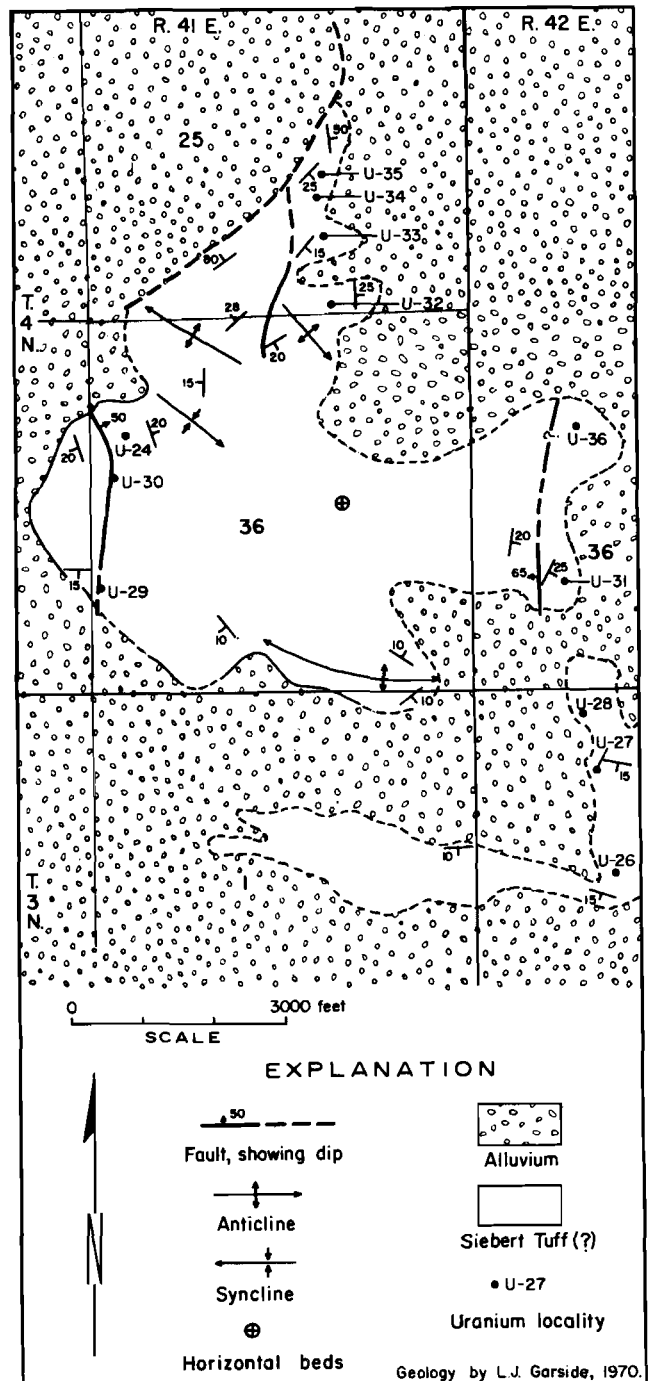 R. 41 E.
R. 42 E.
25
50
U-35
25
U-34
U-33
15
80
25
U-32
28
T.
4
N.
20
15
50
20
U-24
20
U-36
?
U-30
36
20
36
65
25
U-31
15
U-29
10
10
10
U-28
U-27
15
10
U-26
1
15
T.
3
N.
0
3000 feet
SCALE
EXPLANATION
50
Fault, showing dip
Alluvium
Anticline
Siebert Tuff (?)
Syncline
U-27
Uranium locality
Horizontal beds
N
Geology by L.J. Garside, 1970.